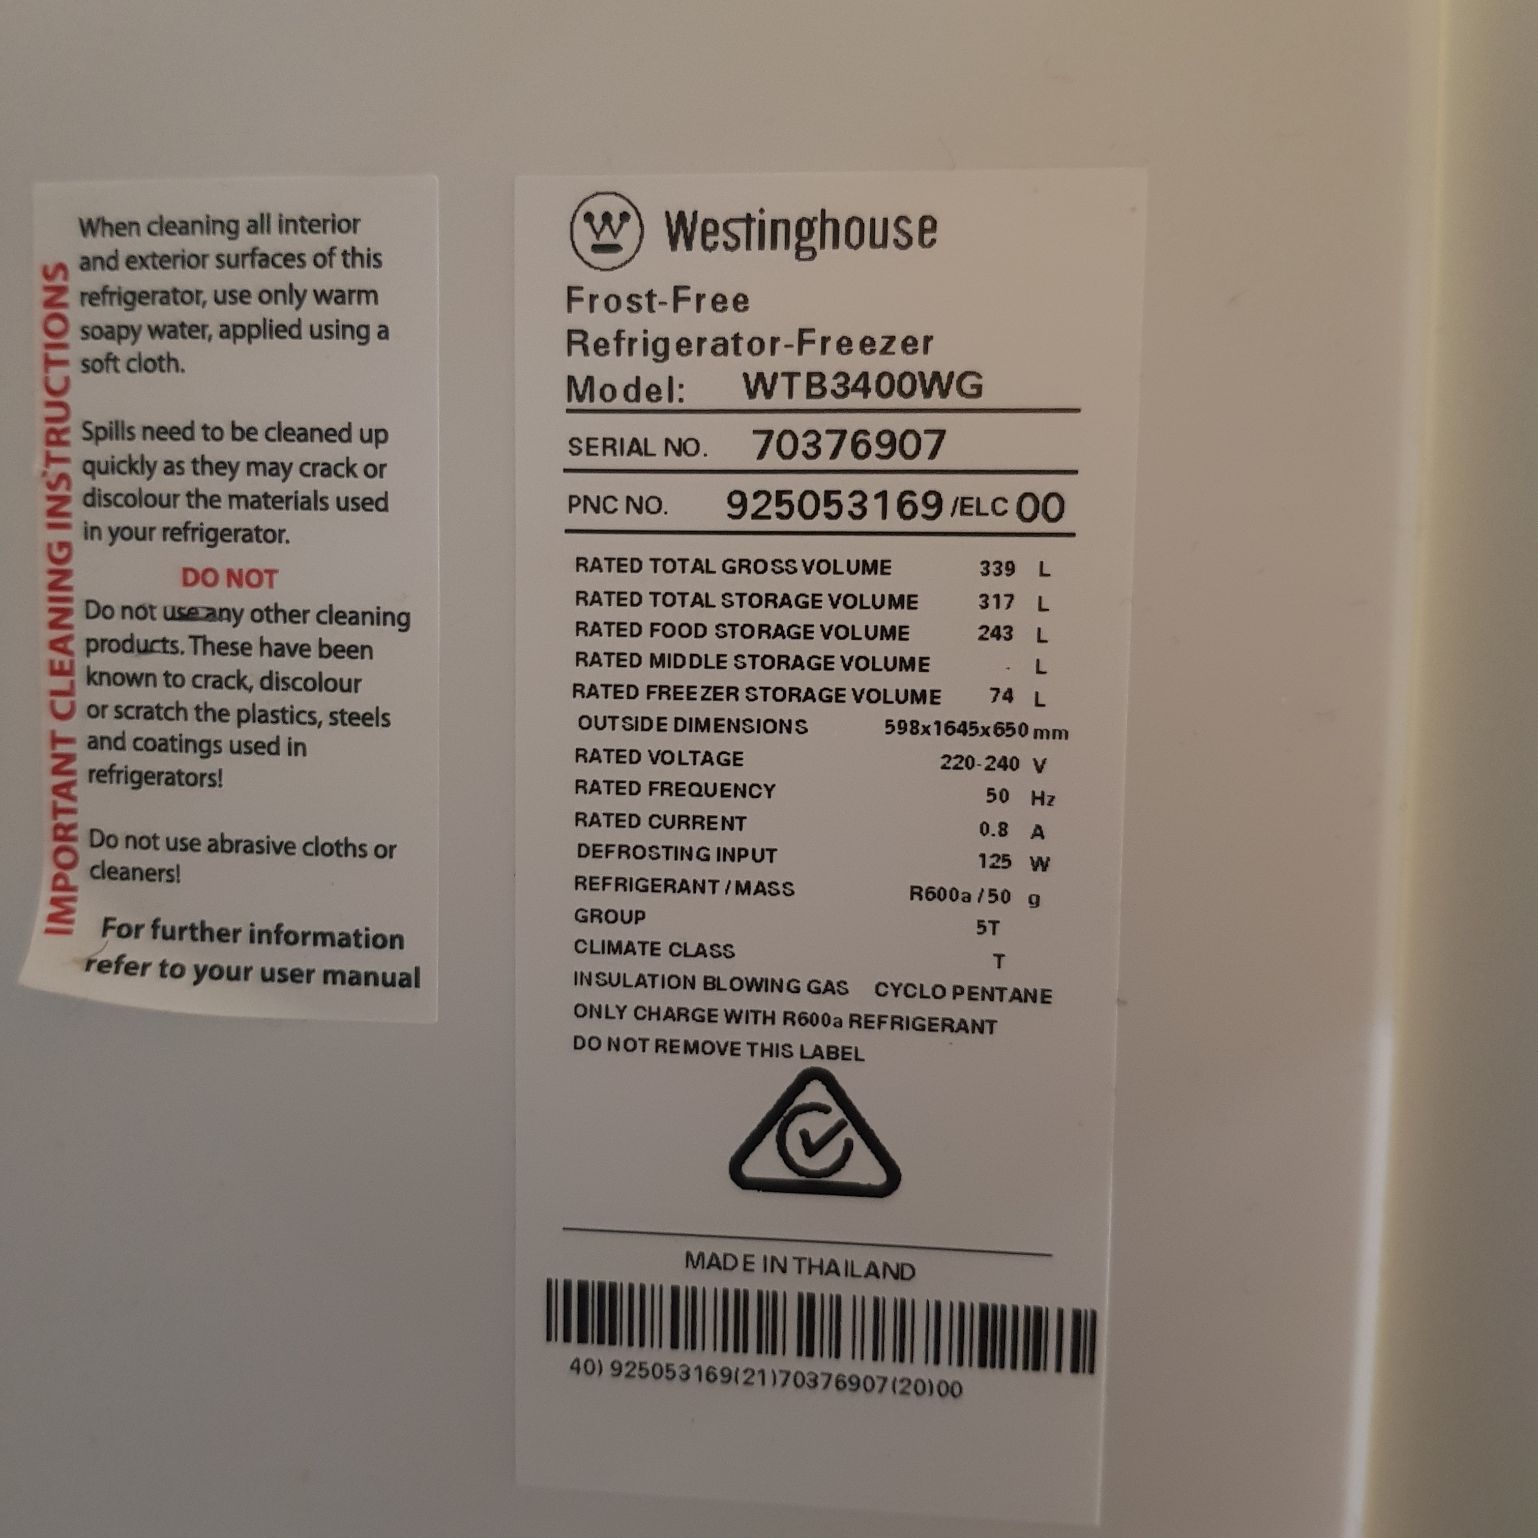 IMPORTANT CLEANING INSTRUCTIONS
When cleaning all interior
and exterior surfaces of this
refrigerator, use only warm
soapy water, applied using a
soft cloth.
Spills need to be cleaned up
quickly as they may crack or
discolour the materials used
in your refrigerator.
DO NOT
Do not use any other cleaning
products. These have been
known to crack, discolour
or scratch the plastics, steels
and coatings used in
refrigerators!
Do not use abrasive cloths or
cleaners!
For further information
refer to your user manual
W Westinghouse
Frost-Free
Refrigerator-Freezer
Model: WTB3400WG
SERIAL NO. 70376907
PNC NO. 925053169 /ELC 00
RATED TOTAL GROSS VOLUME 339 L
RATED TOTAL STORAGE VOLUME 317 L
RATED FOOD STORAGE VOLUME 243 L
RATED MIDDLE STORAGE VOLUME - L
RATED FREEZER STORAGE VOLUME 74 L
OUTSIDE DIMENSIONS 598x1645x650 mm
RATED VOLTAGE 220-240 V
RATED FREQUENCY 50 Hz
RATED CURRENT 0.8 A
DEFROSTING INPUT 125 W
REFRIGERANT / MASS R600a / 50 g
GROUP 5T
CLIMATE CLASS T
INSULATION BLOWING GAS CYCLO PENTANE
ONLY CHARGE WITH R600a REFRIGERANT
DO NOT REMOVE THIS LABEL
MADE IN THAILAND
40) 925053169(21)70376907(20)00